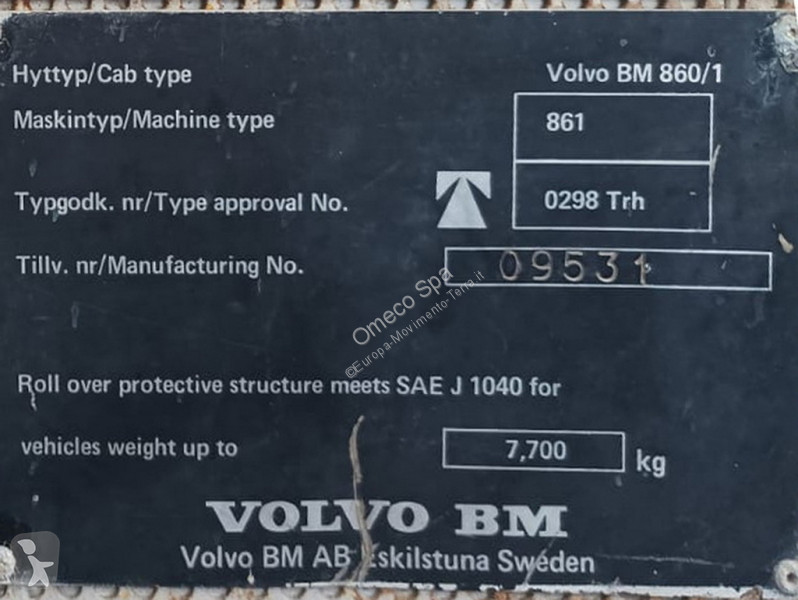 Hyttyp/Cab type Volvo BM 860/1
Maskintyp/Machine type 861
Typgodk. nr/Type approval No. 0298 Trh
Tillv. nr/Manufacturing No. 09531
Omeco Spa
©Europa-Movimento-Terra.it
Roll over protective structure meets SAE J 1040 for
vehicles weight up to 7,700 kg
VOLVO BM
Volvo BM AB Eskilstuna Sweden